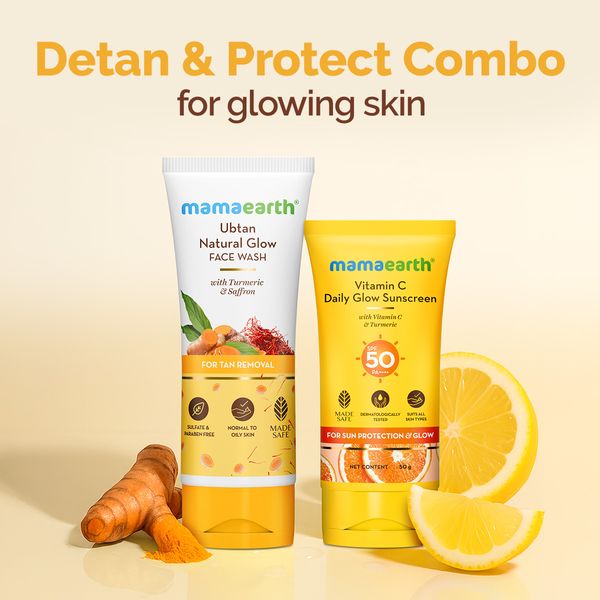 Detan & Protect Combo
for glowing skin
mamaearth®
Ubtan
Natural Glow
FACE WASH
with Turmeric
& Saffron
FOR TAN REMOVAL
SULFATE &
PARABEN FREE
NORMAL TO
OILY SKIN
MADE
SAFE
mamaearth®
Vitamin C
Daily Glow Sunscreen
with Vitamin C
& Turmeric
SPF
50
PA++++
MADE
SAFE
DERMATOLOGICALLY
TESTED
SUITS ALL
SKIN TYPES
FOR SUN PROTECTION & GLOW
NET CONTENT 50 g